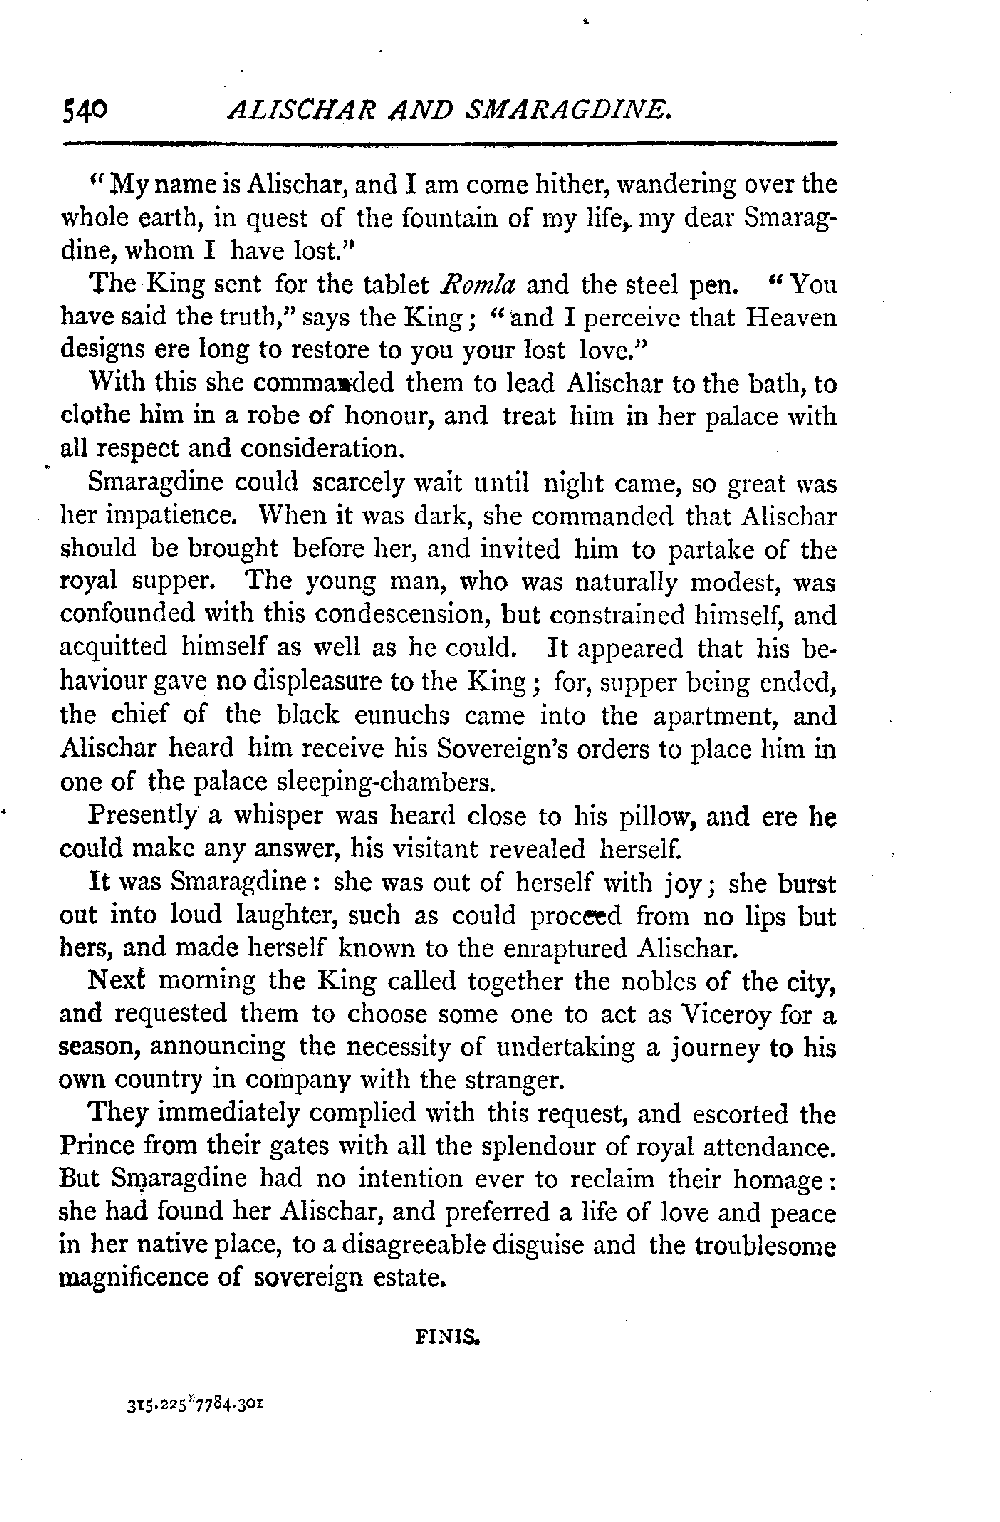 540 ALISCHAR AND SMARAGDINE.
“My name is Alischar, and I am come hither, wandering over the
whole earth, in quest of the fountain of my life, my dear Smarag-
dine, whom I have lost.”
The King sent for the tablet Romla and the steel pen. “You
have said the truth,” says the King; “and I perceive that Heaven
designs ere long to restore to you your lost love.”
With this she commanded them to lead Alischar to the bath, to
clothe him in a robe of honour, and treat him in her palace with
all respect and consideration.
Smaragdine could scarcely wait until night came, so great was
her impatience. When it was dark, she commanded that Alischar
should be brought before her, and invited him to partake of the
royal supper. The young man, who was naturally modest, was
confounded with this condescension, but constrained himself, and
acquitted himself as well as he could. It appeared that his be-
haviour gave no displeasure to the King; for, supper being ended,
the chief of the black eunuchs came into the apartment, and
Alischar heard him receive his Sovereign’s orders to place him in
one of the palace sleeping-chambers.
Presently a whisper was heard close to his pillow, and ere he
could make any answer, his visitant revealed herself.
It was Smaragdine: she was out of herself with joy; she burst
out into loud laughter, such as could proceed from no lips but
hers, and made herself known to the enraptured Alischar.
Next morning the King called together the nobles of the city,
and requested them to choose some one to act as Viceroy for a
season, announcing the necessity of undertaking a journey to his
own country in company with the stranger.
They immediately complied with this request, and escorted the
Prince from their gates with all the splendour of royal attendance.
But Smaragdine had no intention ever to reclaim their homage:
she had found her Alischar, and preferred a life of love and peace
in her native place, to a disagreeable disguise and the troublesome
magnificence of sovereign estate.
FINIS.